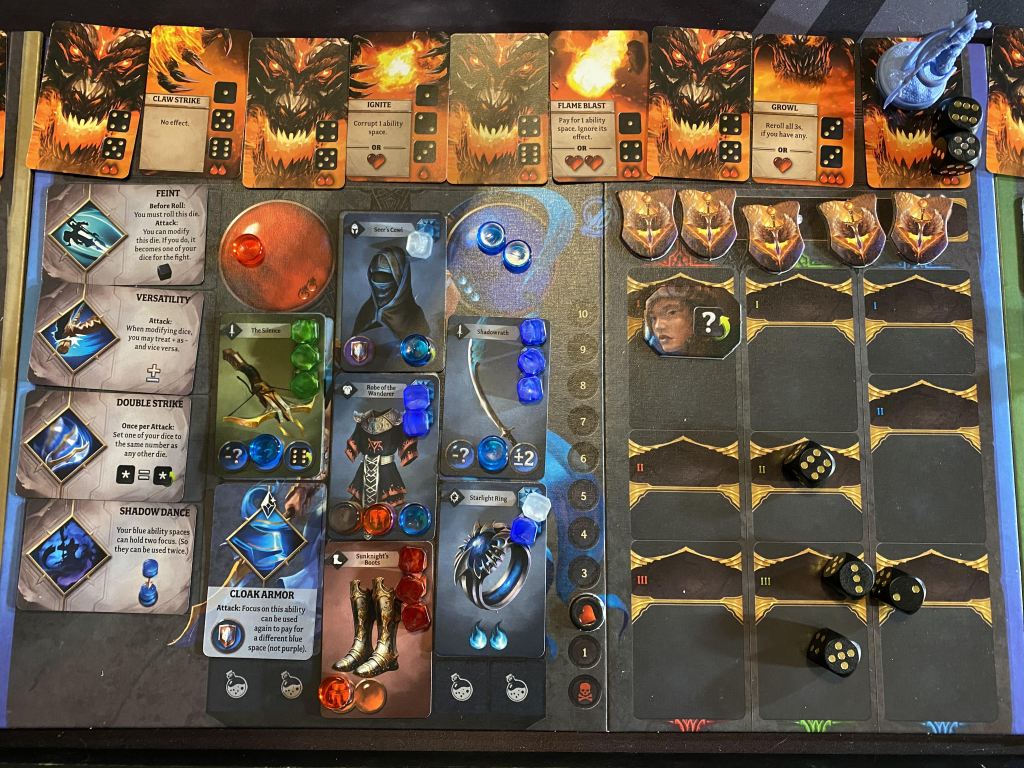 CLAW STRIKE
No effect.
IGNITE
Corrupt 1 ability
space.
OR
FLAME BLAST
Pay for 1 ability
space. Ignore its
effect.
OR
GROWL
Reroll all 3s,
if you have any.
OR
FEINT
Before Roll:
You must roll this die.
Attack:
You can modify
this die. If you do, it
becomes one of your
dice for the fight.
VERSATILITY
Attack:
When modifying dice,
you may treat + as –
and vice versa.
±
DOUBLE STRIKE
Once per Attack:
Set one of your dice to
the same number as
any other die.
* = *
SHADOW DANCE
Your blue ability spaces
can hold two focus. (So
they can be used twice.)
Seer's Cowl
The Silence
-?
Shadowrath
-?
±2
Robe of the
Wanderer
CLOAK ARMOR
Attack: Focus on this ability
can be used
again to pay for
a different blue
space (not purple).
Sunknight's
Boots
Starlight Ring
10
9
8
7
6
5
4
3
1
?
I
I
II
II
II
III
III